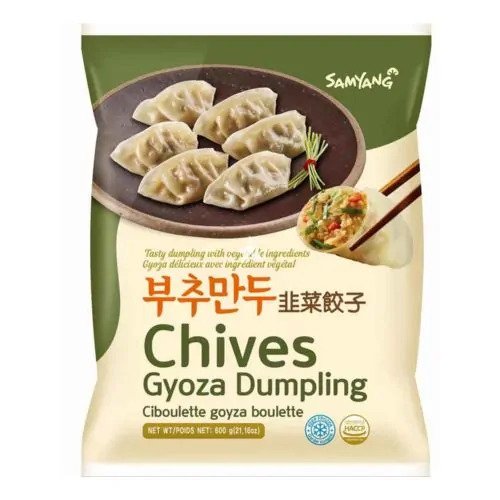 SAMYANG
Tasty dumpling with vegetable ingredients
Gyoza délicieux avec ingrédient végétal
부추만두 韭菜餃子
Chives
Gyoza Dumpling
Ciboulette goyza boulette
NET WT/POIDS NET: 600 g(21,16oz)
HACCP